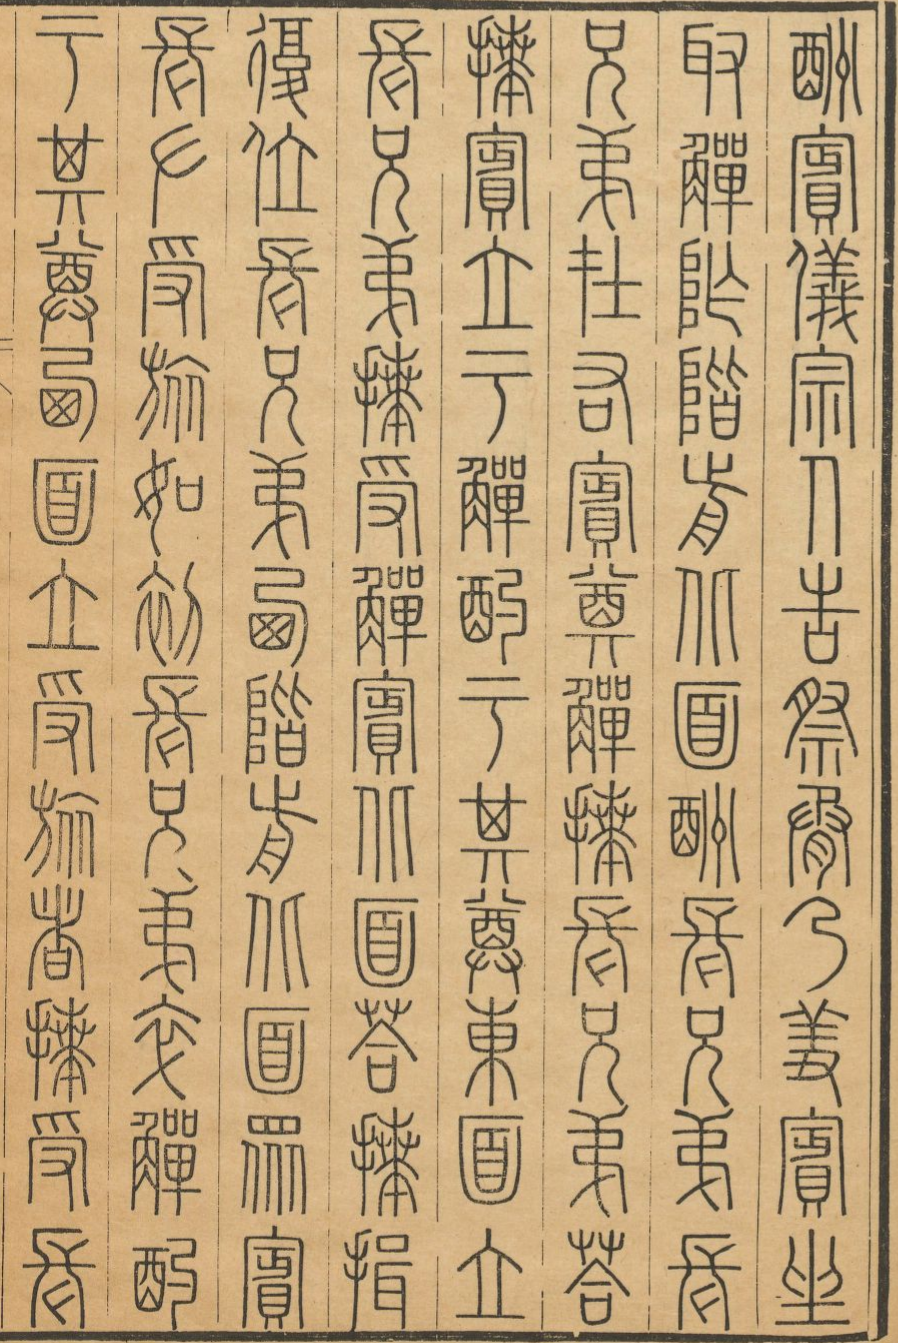 酬賓儀宗人告祭脀乃羞賓坐
取觶阼階前北面酬長兄弟長
兄弟在右賓奠觶拜長兄弟答
拜賓立于觶酌于其尊東面立
長兄弟拜受觶賓北面答拜揖
復位長兄弟西階前北面眾賓
長左受旅如初長兄弟卒觶酌
于其尊西面立受旅者拜受長